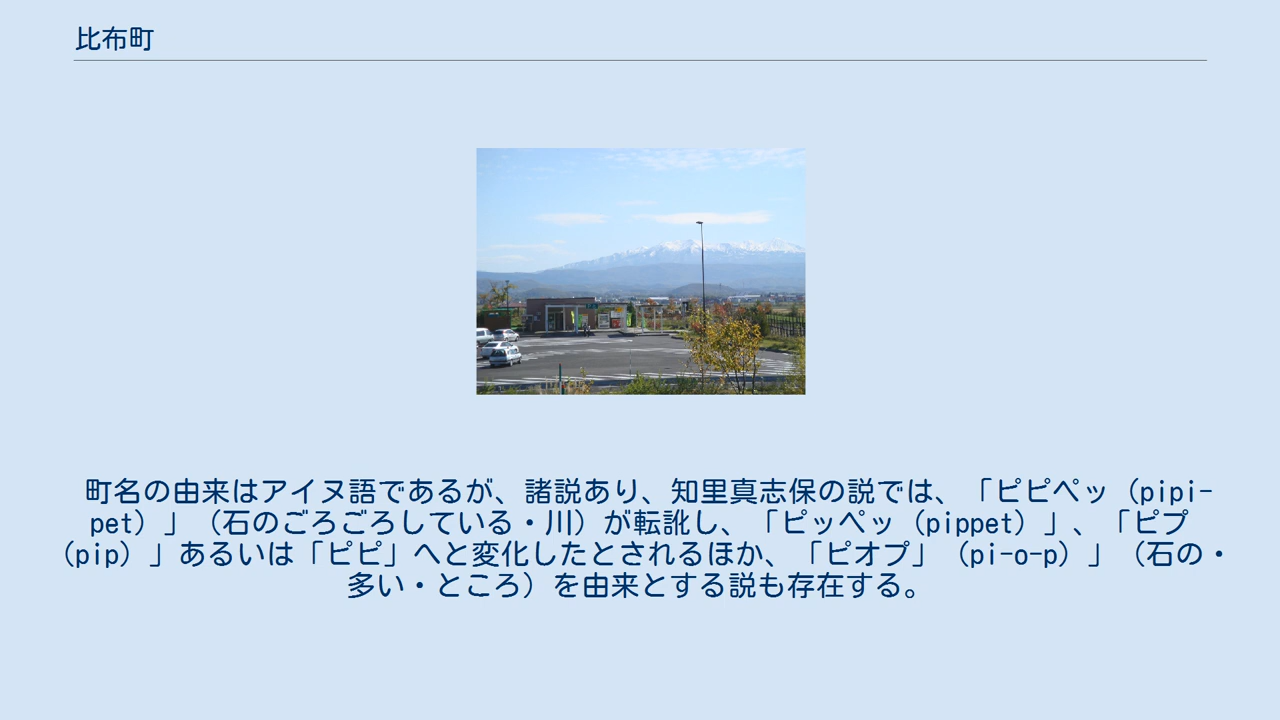 比布町
町名の由来はアイヌ語であるが、諸説あり、知里真志保の説では、「ピピペッ（pipi-
pet）」（石のごろごろしている・川）が転訛し、「ピッペッ（pippet）」、「ピプ
（pip）」あるいは「ピピ」へと変化したとされるほか、「ピオプ」（pi-o-p）」（石の・
多い・ところ）を由来とする説も存在する。